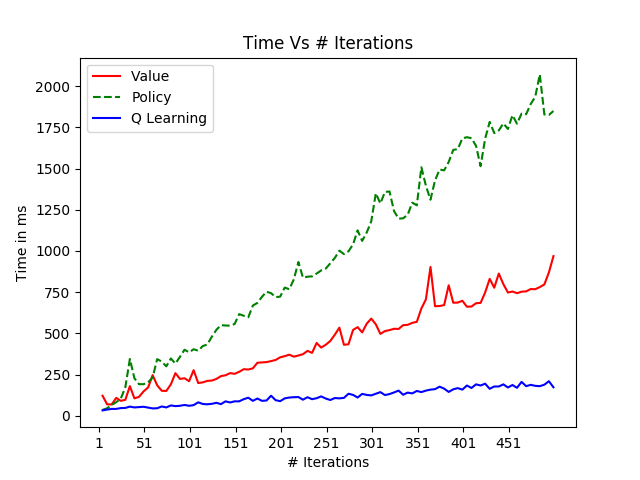 Time Vs # Iterations
Value
Policy
Q Learning
2000
1750
1500
1250
1000
750
500
250
0
Time in ms
1 51 101 151 201 251 301 351 401 451
# Iterations